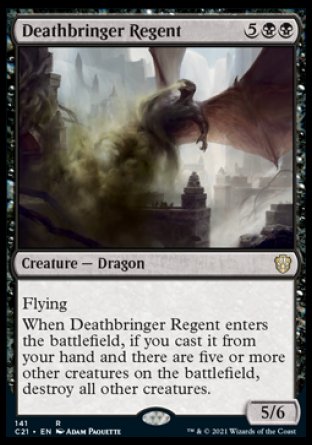 Deathbringer Regent 5
Creature — Dragon
Flying
When Deathbringer Regent enters
the battlefield, if you cast it from
your hand and there are five or more
other creatures on the battlefield,
destroy all other creatures.
5/6
141 R
C21 • EN Adam Paquette ™ & © 2021 Wizards of the Coast